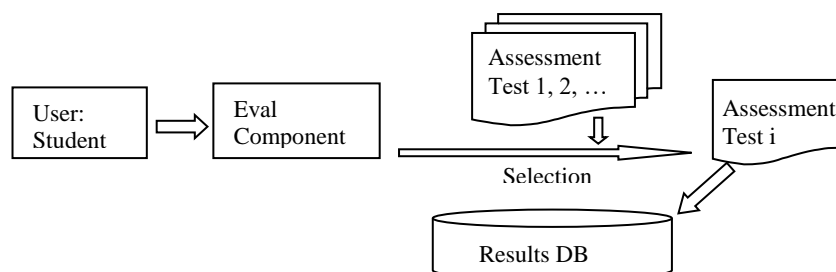 User:
Student
Eval
Component
Assessment
Test 1, 2, …
Selection
Assessment
Test i
Results DB